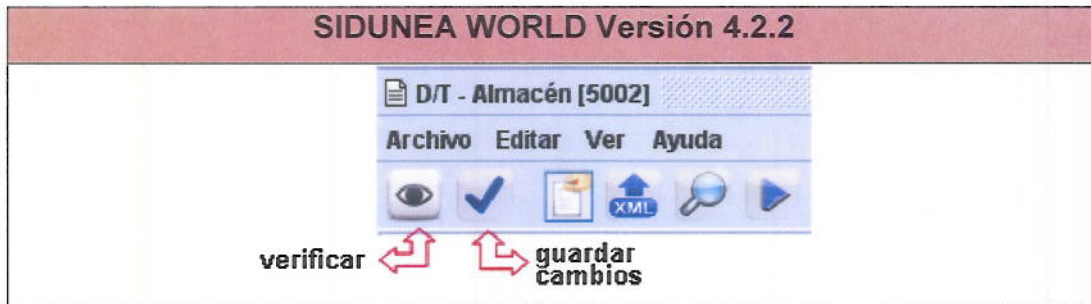 SIDUNEA WORLD Versión 4.2.2
D/T - Almacén [5002]
Archivo Editar Ver Ayuda
XML
verificar
guardar
cambios